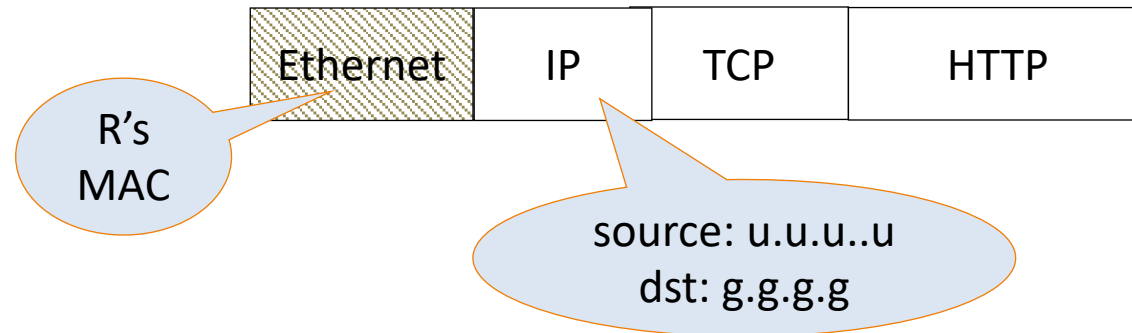 Ethernet IP TCP HTTP
R's
MAC
source: u.u.u..u
dst: g.g.g.g